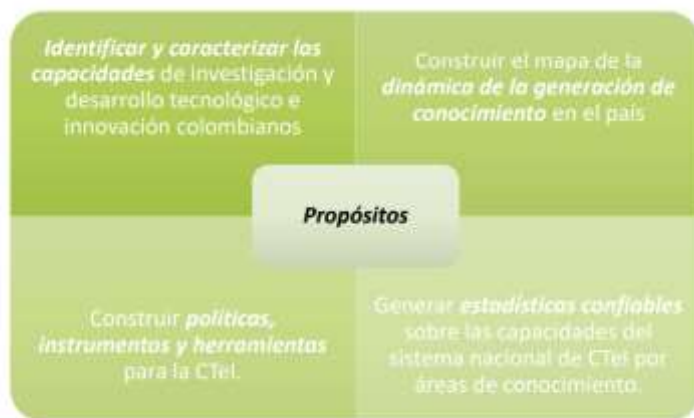 Identificar y caracterizar las
capacidades de investigación y
desarrollo tecnológico e
innovación colombianos
Construir el mapa de la
dinámica de la generación de
conocimiento en el país
Propósitos
Construir políticas,
instrumentos y herramientas
para la CTeI.
Generar estadísticas confiables
sobre las capacidades del
sistema nacional de CTeI por
áreas de conocimiento.